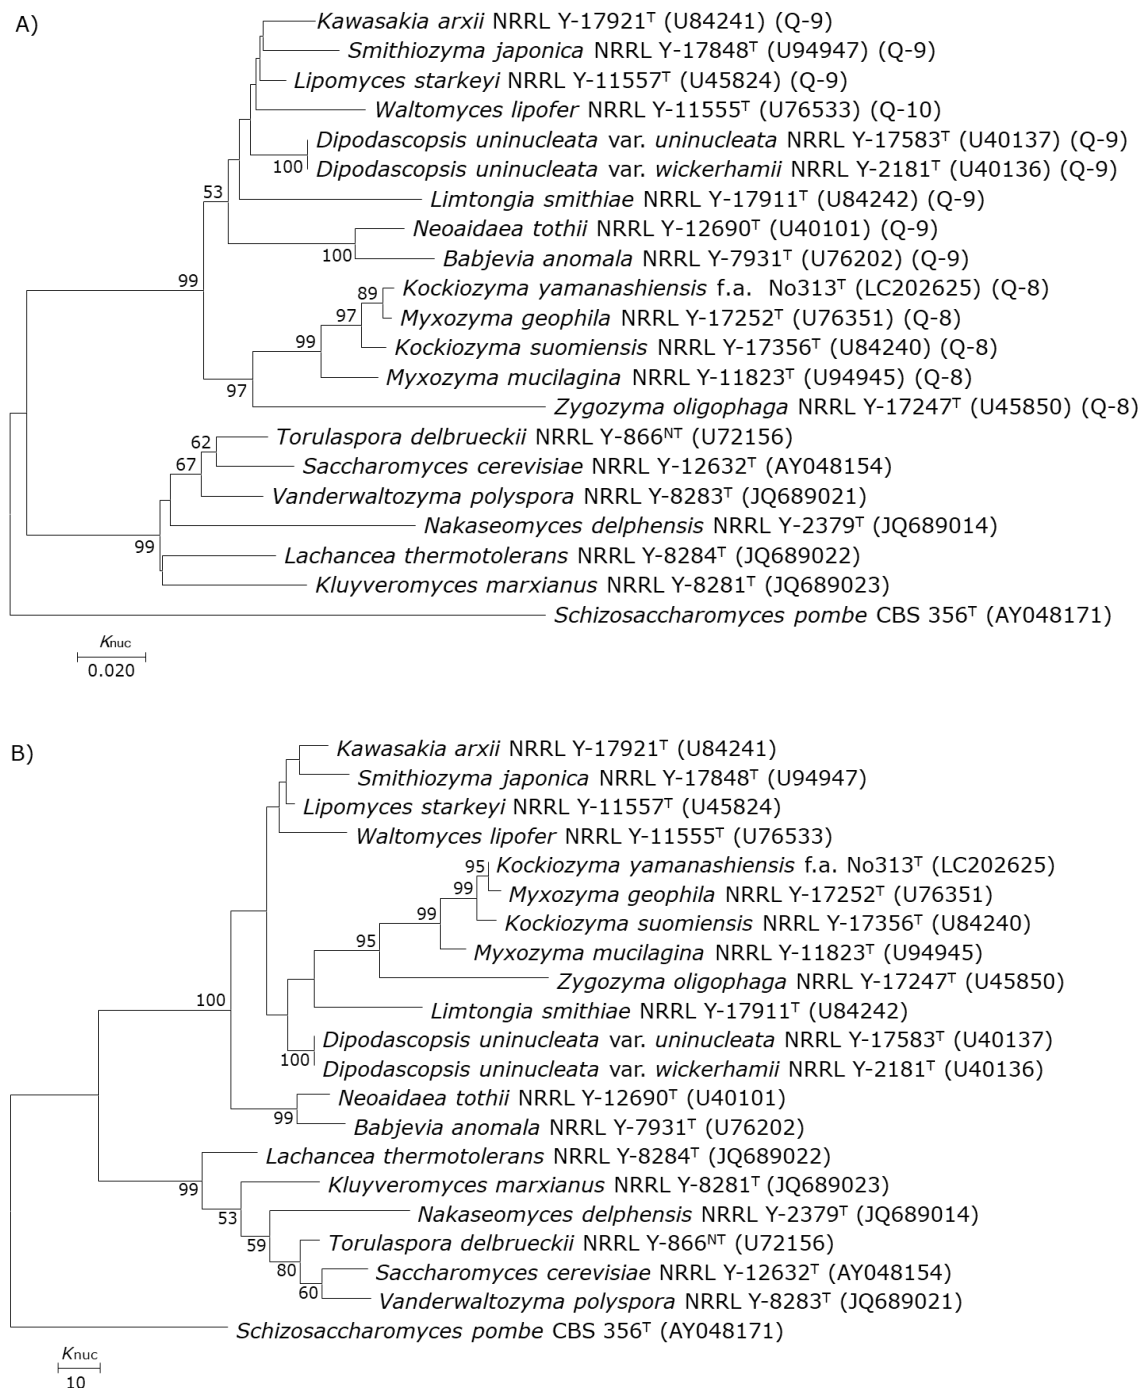 A)
Kawasakia arxii NRRL Y-17921ᵀ (U84241) (Q-9)
Smithiozyma japonica NRRL Y-17848ᵀ (U94947) (Q-9)
Lipomyces starkeyi NRRL Y-11557ᵀ (U45824) (Q-9)
Waltomyces lipofer NRRL Y-11555ᵀ (U76533) (Q-10)
Dipodascopsis uninucleata var. uninucleata NRRL Y-17583ᵀ (U40137) (Q-9)
100
Dipodascopsis uninucleata var. wickerhamii NRRL Y-2181ᵀ (U40136) (Q-9)
53
Limtongia smithiae NRRL Y-17911ᵀ (U84242) (Q-9)
Neoaidaea tothii NRRL Y-12690ᵀ (U40101) (Q-9)
100
Babjevia anomala NRRL Y-7931ᵀ (U76202) (Q-9)
99
89
Kockiozyma yamanashiensis f.a. No313ᵀ (LC202625) (Q-8)
97
Myxozyma geophila NRRL Y-17252ᵀ (U76351) (Q-8)
99
Kockiozyma suomiensis NRRL Y-17356ᵀ (U84240) (Q-8)
Myxozyma mucilagina NRRL Y-11823ᵀ (U94945) (Q-8)
97
Zygozyma oligophaga NRRL Y-17247ᵀ (U45850) (Q-8)
62
Torulaspora delbrueckii NRRL Y-866ᴺᵀ (U72156)
67
Saccharomyces cerevisiae NRRL Y-12632ᵀ (AY048154)
Vanderwaltozyma polyspora NRRL Y-8283ᵀ (JQ689021)
Nakaseomyces delphensis NRRL Y-2379ᵀ (JQ689014)
99
Lachancea thermotolerans NRRL Y-8284ᵀ (JQ689022)
Kluyveromyces marxianus NRRL Y-8281ᵀ (JQ689023)
Schizosaccharomyces pombe CBS 356ᵀ (AY048171)
Knuc
0.020
B)
Kawasakia arxii NRRL Y-17921ᵀ (U84241)
Smithiozyma japonica NRRL Y-17848ᵀ (U94947)
Lipomyces starkeyi NRRL Y-11557ᵀ (U45824)
Waltomyces lipofer NRRL Y-11555ᵀ (U76533)
95
Kockiozyma yamanashiensis f.a. No313ᵀ (LC202625)
99
Myxozyma geophila NRRL Y-17252ᵀ (U76351)
99
Kockiozyma suomiensis NRRL Y-17356ᵀ (U84240)
95
Myxozyma mucilagina NRRL Y-11823ᵀ (U94945)
Zygozyma oligophaga NRRL Y-17247ᵀ (U45850)
100
Limtongia smithiae NRRL Y-17911ᵀ (U84242)
Dipodascopsis uninucleata var. uninucleata NRRL Y-17583ᵀ (U40137)
100
Dipodascopsis uninucleata var. wickerhamii NRRL Y-2181ᵀ (U40136)
Neoaidaea tothii NRRL Y-12690ᵀ (U40101)
99
Babjevia anomala NRRL Y-7931ᵀ (U76202)
Lachancea thermotolerans NRRL Y-8284ᵀ (JQ689022)
99
Kluyveromyces marxianus NRRL Y-8281ᵀ (JQ689023)
53
Nakaseomyces delphensis NRRL Y-2379ᵀ (JQ689014)
59
Torulaspora delbrueckii NRRL Y-866ᴺᵀ (U72156)
80
Saccharomyces cerevisiae NRRL Y-12632ᵀ (AY048154)
60
Vanderwaltozyma polyspora NRRL Y-8283ᵀ (JQ689021)
Schizosaccharomyces pombe CBS 356ᵀ (AY048171)
Knuc
10